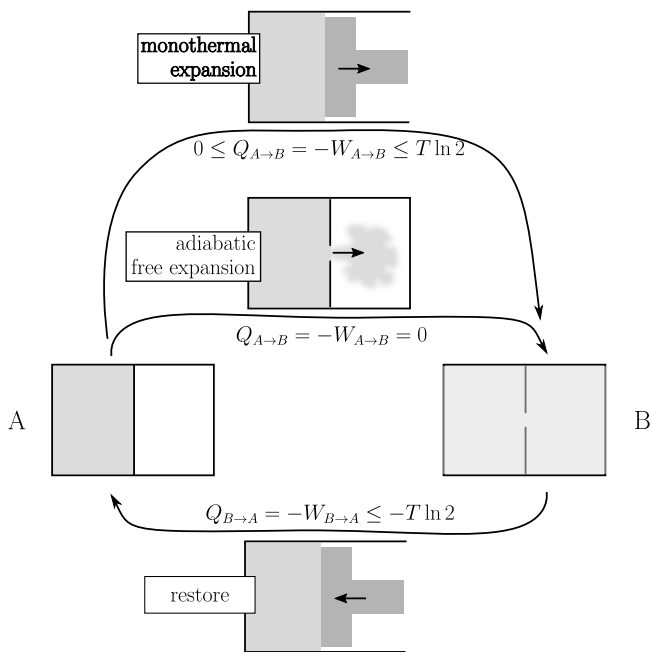 monothermal
expansion
0 ≤ Q_{A→B} = −W_{A→B} ≤ T ln 2
adiabatic
free expansion
Q_{A→B} = −W_{A→B} = 0
A
B
Q_{B→A} = −W_{B→A} ≤ −T ln 2
restore